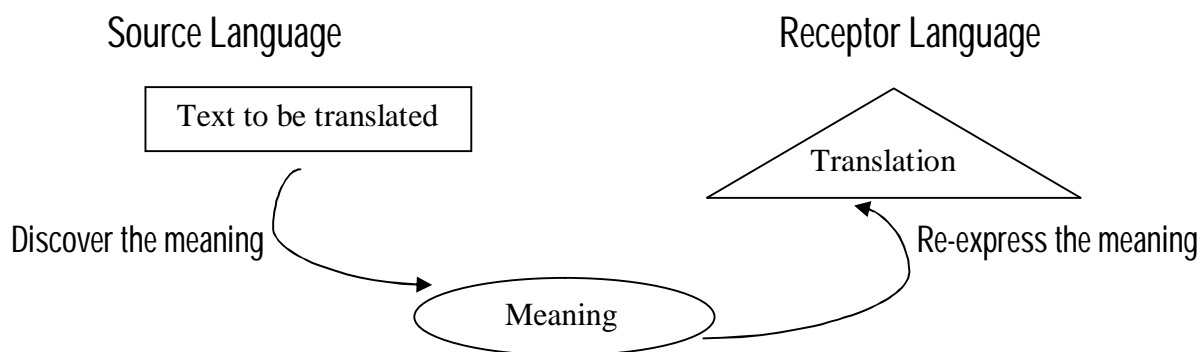 Source Language
Receptor Language
Text to be translated
Translation
Discover the meaning
Re-express the meaning
Meaning